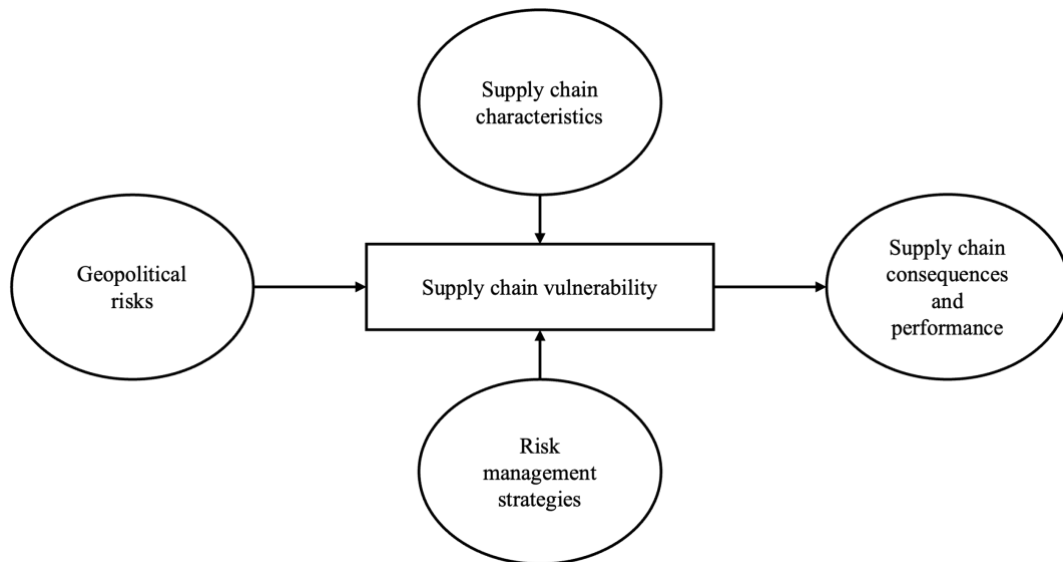 Supply chain
characteristics
Geopolitical
risks
Supply chain vulnerability
Supply chain
consequences
and
performance
Risk
management
strategies